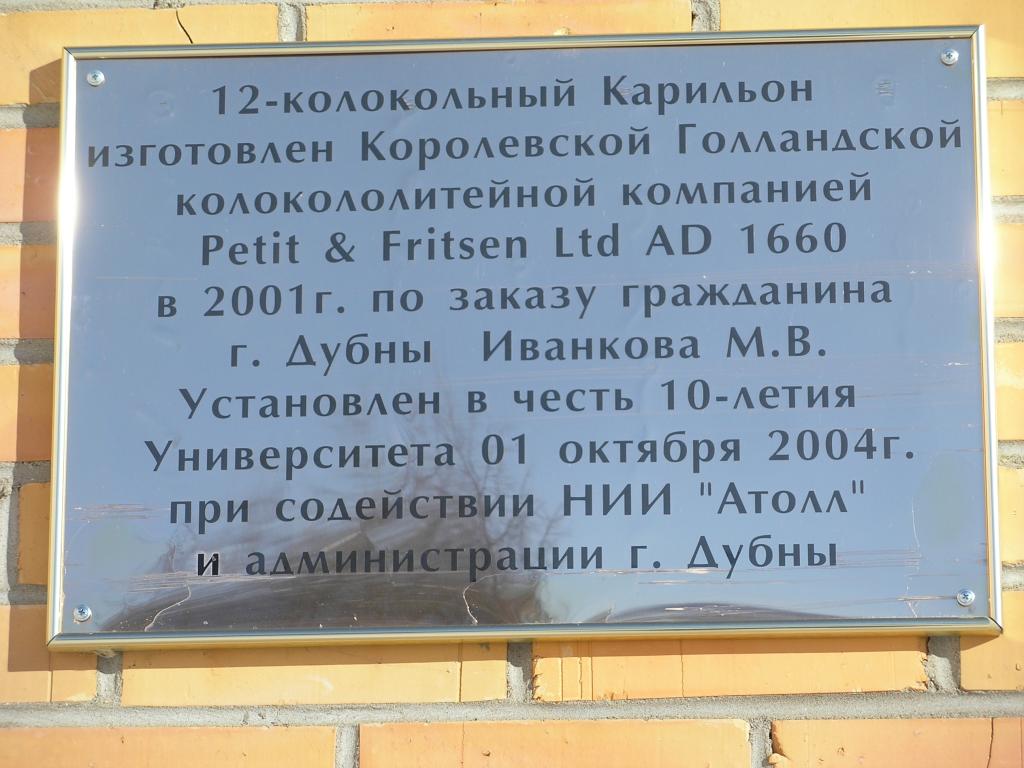 12-колокольный Карильон
изготовлен Королевской Голландской
колокололитейной компанией
Petit & Fritsen Ltd AD 1660
в 2001г. по заказу гражданина
г. Дубны Иванкова М.В.
Установлен в честь 10-летия
Университета 01 октября 2004г.
при содействии НИИ "Атолл"
и администрации г. Дубны